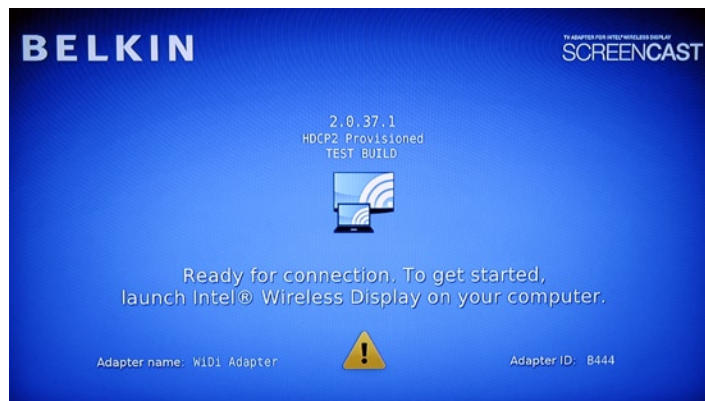 BELKIN
TV ADAPTER FOR INTEL® WIRELESS DISPLAY
SCREENCAST
2.0.37.1
HDCP2 Provisioned
TEST BUILD
Ready for connection. To get started,
launch Intel® Wireless Display on your computer.
Adapter name: WiDi Adapter
!
Adapter ID: B444